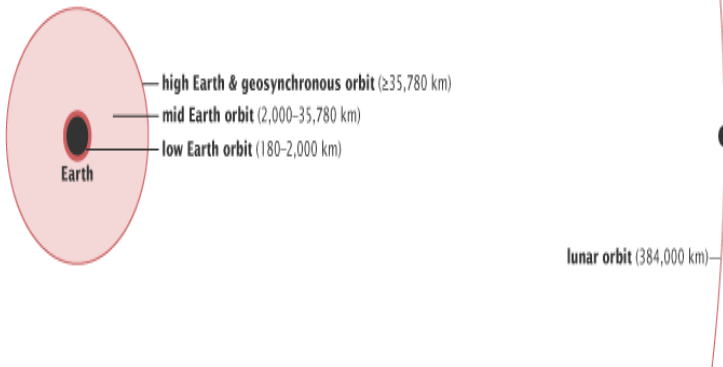 high Earth & geosynchronous orbit (≥35,780 km)
mid Earth orbit (2,000–35,780 km)
low Earth orbit (180–2,000 km)
Earth
lunar orbit (384,000 km)